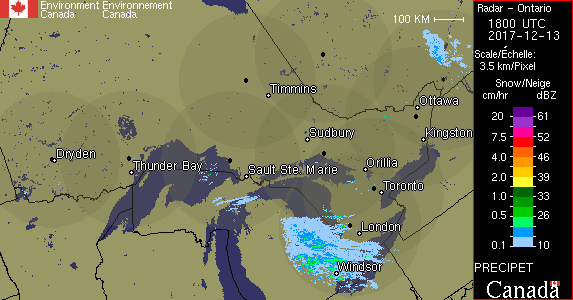 Environment Environnement
Canada Canada
100 KM
Radar - Ontario
1800 UTC
2017-12-13
Scale/Échelle:
3.5 km/Pixel
Snow/Neige
cm/hr dBZ
20 61
7.5 52
4.0 46
2.0 39
1.0 33
0.5 26
0.1 10
PRECIPET
Canada
Timmins
Ottawa
Sudbury
Kingston
Dryden
Thunder Bay
Sault Ste. Marie
Orillia
Toronto
London
Windsor